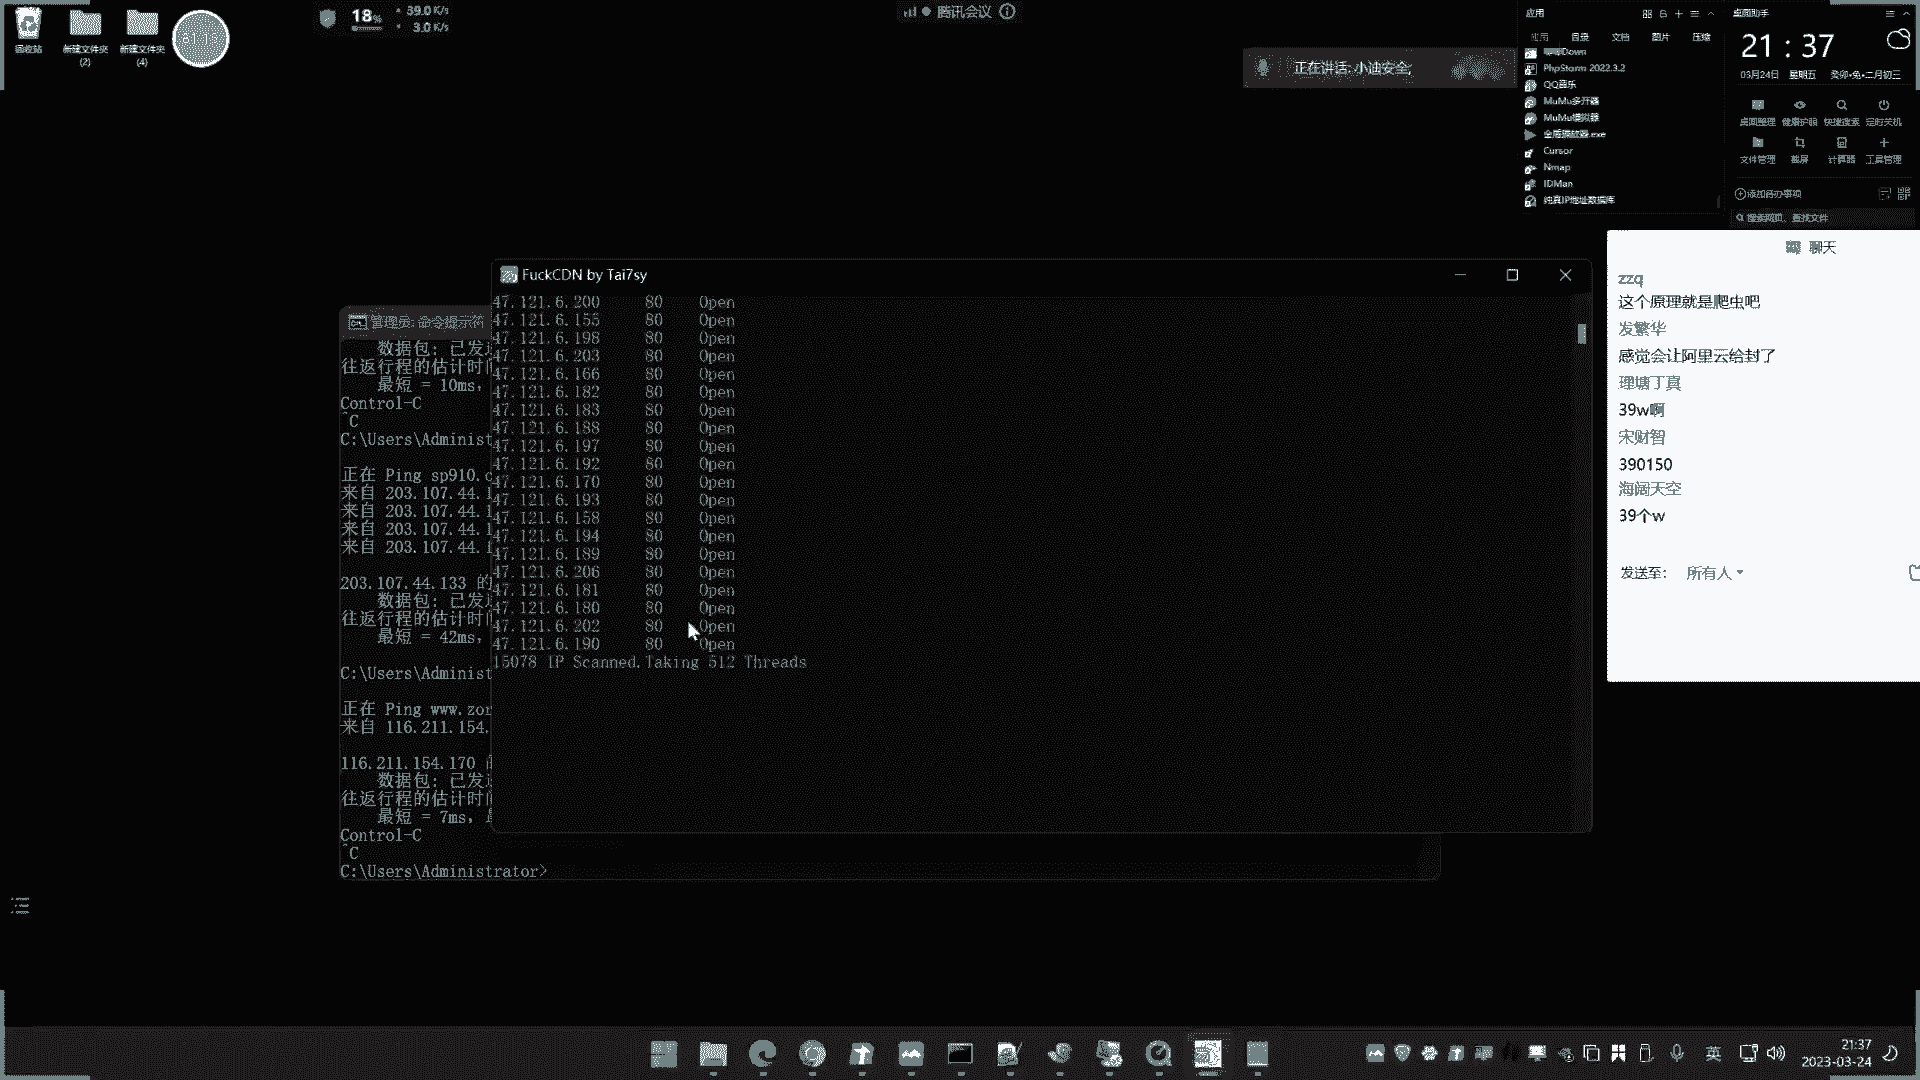 回收站
新建文件夹
(2)
新建文件夹
(4)
18%
39.0 K/s
3.0 K/s
腾讯会议
正在讲话: 小迪安全;
应用
应用
目录
文档
图片
压缩
PhpStorm 2022.3.2
QQ音乐
MuMu多开器
MuMu模拟器
Cursor
Nmap
IDMan
纯真IP地址数据库
桌面助手
21 : 37
03月24日 星期五 癸卯•兔•二月初三
桌面整理 健康护眼 快捷搜索 定时关机
文件管理 截屏 计算器 工具管理
添加待办事项
搜索网页、查找文件
聊天
zzq
这个原理就是爬虫吧
发繁华
感觉会让阿里云给封了
理塘丁真
39w啊
宋财智
390150
海阔天空
39个w
发送至: 所有人
管理员: 命令提示符
数据包: 已发送
往返行程的估计时间
最短 = 10ms,
Control-C
^C
C:\Users\Administ
正在 Ping sp910.c
来自 203.107.44.1
来自 203.107.44.1
来自 203.107.44.1
来自 203.107.44.1
203.107.44.133 的
数据包: 已发送
往返行程的估计时间
最短 = 42ms,
C:\Users\Administ
正在 Ping www.zor
来自 116.211.154.
116.211.154.170 的
数据包: 已发送
往返行程的估计时间
最短 = 7ms,
Control-C
^C
C:\Users\Administrator>
FuckCDN by Tai7sy
47.121.6.200 80 Open
47.121.6.155 80 Open
47.121.6.198 80 Open
47.121.6.203 80 Open
47.121.6.166 80 Open
47.121.6.182 80 Open
47.121.6.183 80 Open
47.121.6.188 80 Open
47.121.6.197 80 Open
47.121.6.192 80 Open
47.121.6.170 80 Open
47.121.6.193 80 Open
47.121.6.158 80 Open
47.121.6.194 80 Open
47.121.6.189 80 Open
47.121.6.206 80 Open
47.121.6.181 80 Open
47.121.6.180 80 Open
47.121.6.202 80 Open
47.121.6.190 80 Open
15078 IP Scanned.Taking 512 Threads
英
21:37
2023-03-24